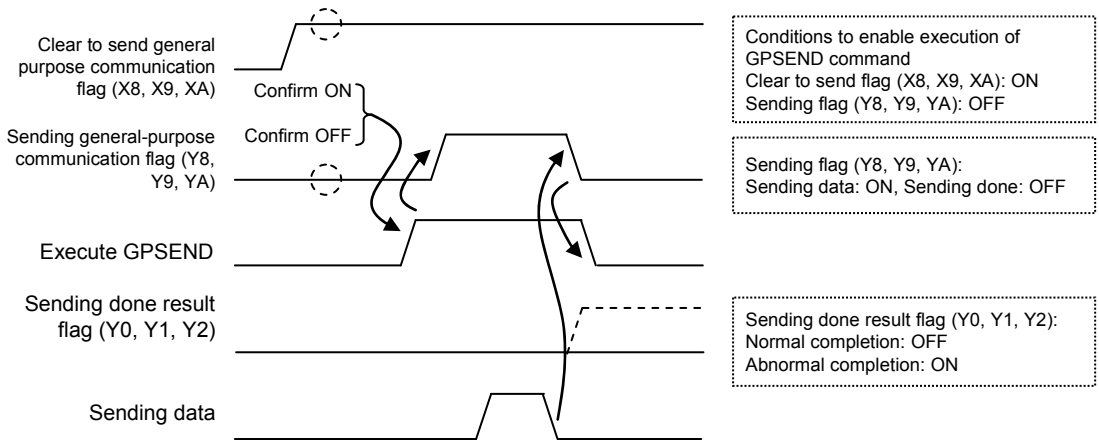 Clear to send general
purpose communication
flag (X8, X9, XA)
Confirm ON
Confirm OFF
Sending general-purpose
communication flag (Y8,
Y9, YA)
Execute GPSEND
Sending done result
flag (Y0, Y1, Y2)
Sending data
Conditions to enable execution of
GPSEND command
Clear to send flag (X8, X9, XA): ON
Sending flag (Y8, Y9, YA): OFF
Sending flag (Y8, Y9, YA):
Sending data: ON, Sending done: OFF
Sending done result flag (Y0, Y1, Y2):
Normal completion: OFF
Abnormal completion: ON